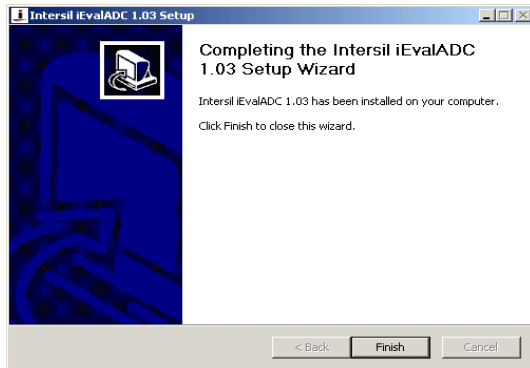 Intersil iEvalADC 1.03 Setup
Completing the Intersil iEvalADC
1.03 Setup Wizard
Intersil iEvalADC 1.03 has been installed on your computer.
Click Finish to close this wizard.
< Back
Finish
Cancel